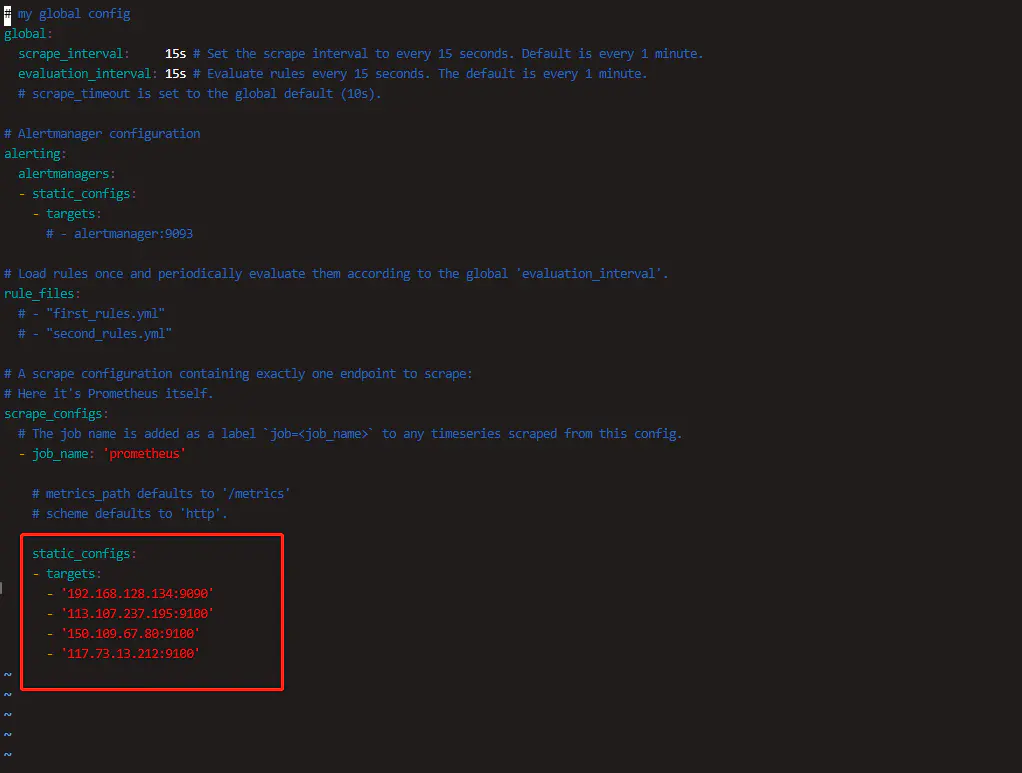 # my global config
global:
  scrape_interval:     15s # Set the scrape interval to every 15 seconds. Default is every 1 minute.
  evaluation_interval: 15s # Evaluate rules every 15 seconds. The default is every 1 minute.
  # scrape_timeout is set to the global default (10s).

# Alertmanager configuration
alerting:
  alertmanagers:
  - static_configs:
    - targets:
      # - alertmanager:9093

# Load rules once and periodically evaluate them according to the global 'evaluation_interval'.
rule_files:
  # - "first_rules.yml"
  # - "second_rules.yml"

# A scrape configuration containing exactly one endpoint to scrape:
# Here it's Prometheus itself.
scrape_configs:
  # The job name is added as a label `job=<job_name>` to any timeseries scraped from this config.
  - job_name: 'prometheus'

    # metrics_path defaults to '/metrics'
    # scheme defaults to 'http'.

    static_configs:
    - targets:
      - '192.168.128.134:9090'
      - '113.107.237.195:9100'
      - '150.109.67.80:9100'
      - '117.73.13.212:9100'
~
~
~
~
~